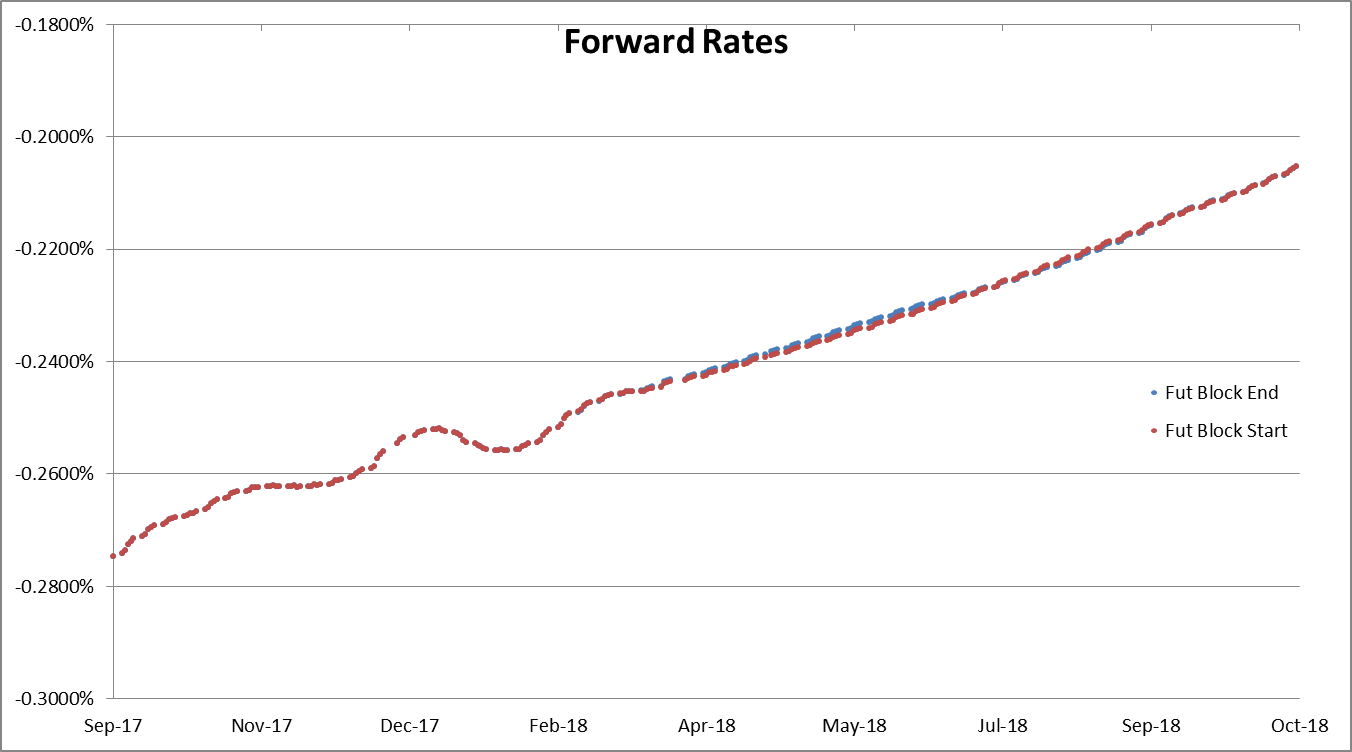 Forward Rates
-0.1800%
-0.2000%
-0.2200%
-0.2400%
-0.2600%
-0.2800%
-0.3000%
Fut Block End
Fut Block Start
Sep-17 Nov-17 Dec-17 Feb-18 Apr-18 May-18 Jul-18 Sep-18 Oct-18